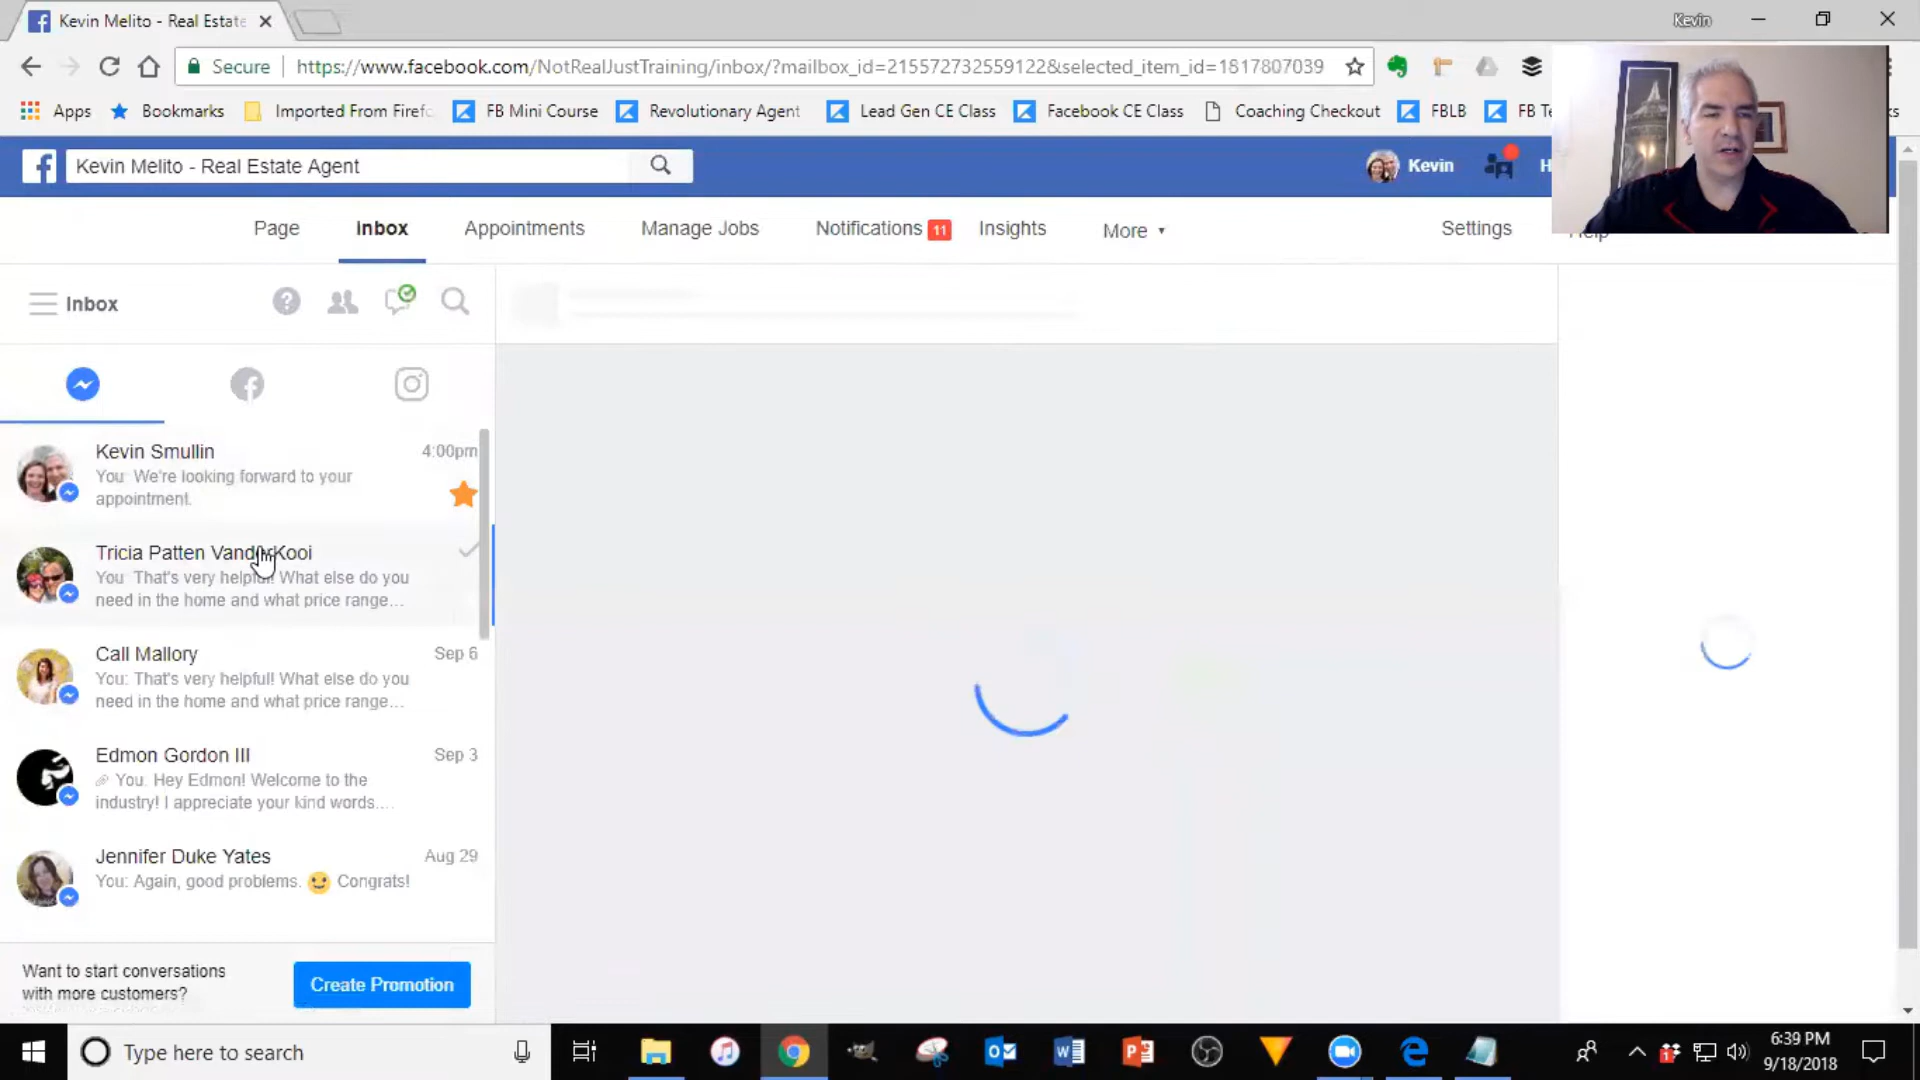 Kevin Melito - Real Estate
Kevin
Secure | https://www.facebook.com/NotRealJustTraining/inbox/?mailbox_id=215572732559122&selected_item_id=1817807039
Apps Bookmarks Imported From Firefo FB Mini Course Revolutionary Agent Lead Gen CE Class Facebook CE Class Coaching Checkout FBLB FB Te ks
Kevin Melito - Real Estate Agent
Kevin H
Page Inbox Appointments Manage Jobs Notifications 11 Insights More Settings Help
Inbox
Kevin Smullin 4:00pm
You: We're looking forward to your
appointment.
Tricia Patten VanderKooi
You: That's very helpful! What else do you
need in the home and what price range...
Call Mallory Sep 6
You: That's very helpful! What else do you
need in the home and what price range...
Edmon Gordon III Sep 3
You: Hey Edmon! Welcome to the
industry! I appreciate your kind words....
Jennifer Duke Yates Aug 29
You: Again, good problems. 🙂 Congrats!
Want to start conversations
with more customers?
Create Promotion
Type here to search
6:39 PM
9/18/2018